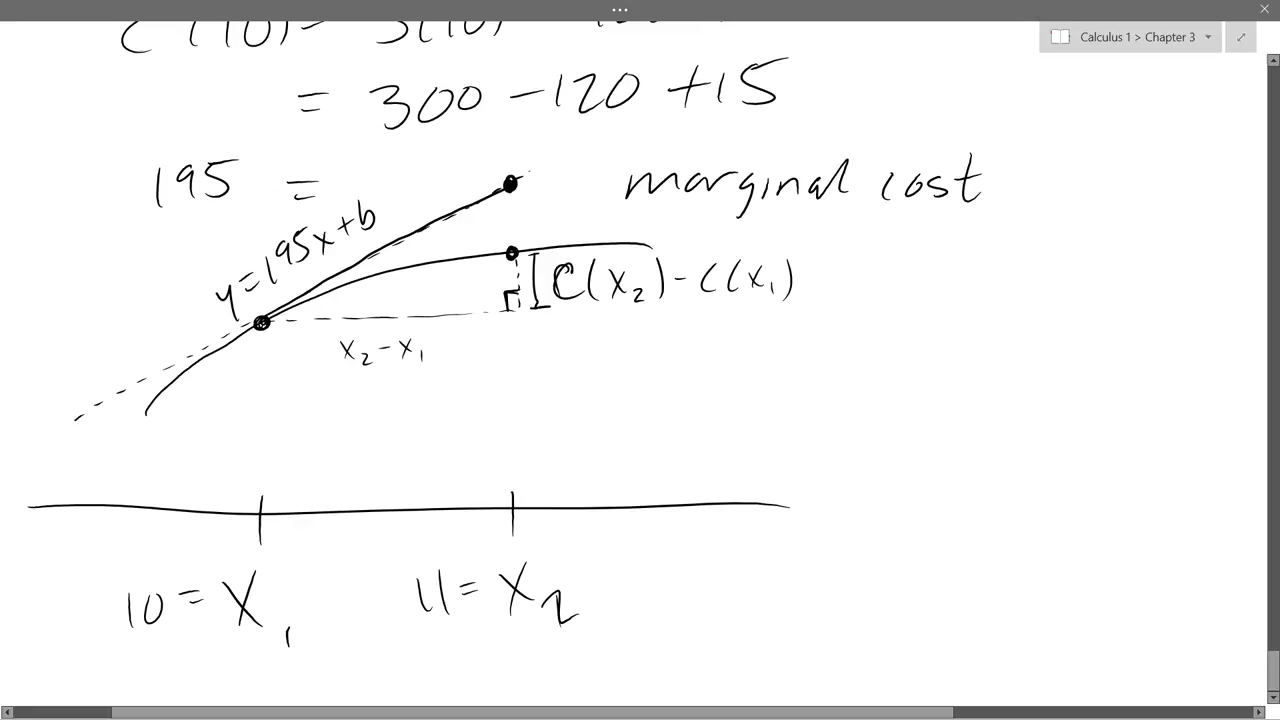 Calculus 1 > Chapter 3
= 300 - 120 + 15
195 = marginal cost
y = 195x + b
C(x₂) - C(x₁)
x₂ - x₁
10 = x₁ 11 = x₂